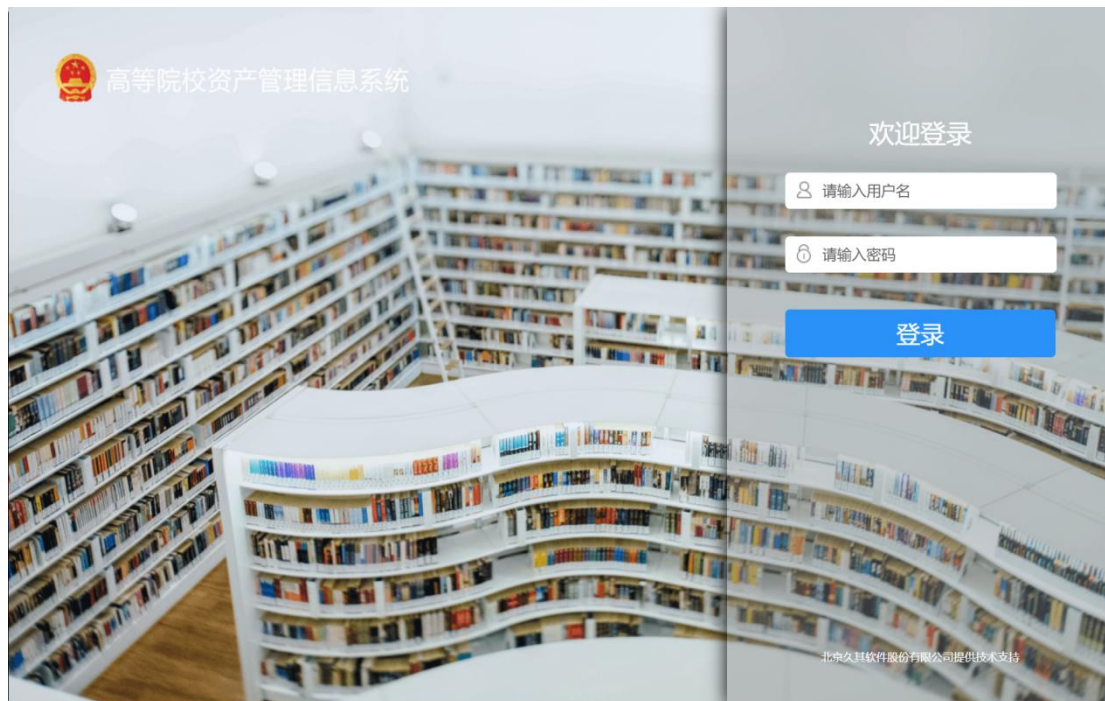 高等院校资产管理信息系统
欢迎登录
请输入用户名
请输入密码
登录
北京久其软件股份有限公司提供技术支持